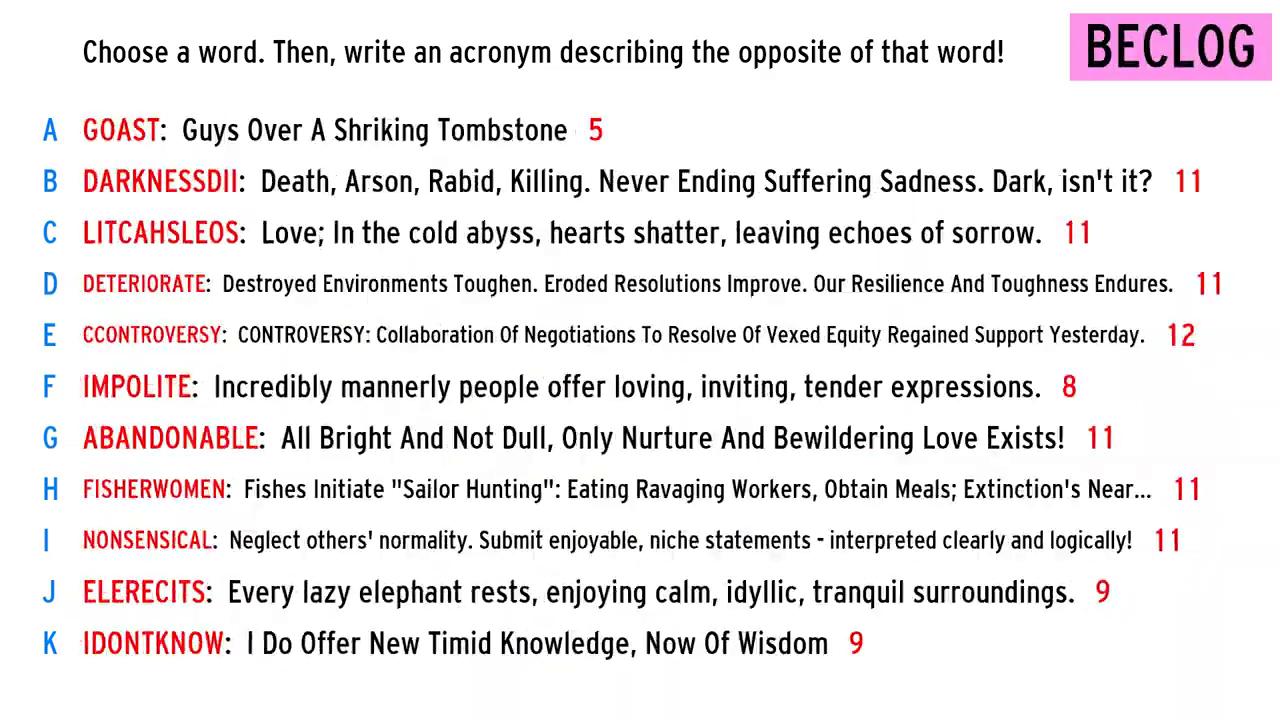 Choose a word. Then, write an acronym describing the opposite of that word!
BECLOG
A GOAST: Guys Over A Shriking Tombstone 5
B DARKNESSDII: Death, Arson, Rabid, Killing. Never Ending Suffering Sadness. Dark, isn't it? 11
C LITCAHSLEOS: Love; In the cold abyss, hearts shatter, leaving echoes of sorrow. 11
D DETERIORATE: Destroyed Environments Toughen. Eroded Resolutions Improve. Our Resilience And Toughness Endures. 11
E CCONTROVERSY: CONTROVERSY: Collaboration Of Negotiations To Resolve Of Vexed Equity Regained Support Yesterday. 12
F IMPOLITE: Incredibly mannerly people offer loving, inviting, tender expressions. 8
G ABANDONABLE: All Bright And Not Dull, Only Nurture And Bewildering Love Exists! 11
H FISHERWOMEN: Fishes Initiate "Sailor Hunting": Eating Ravaging Workers, Obtain Meals; Extinction's Near... 11
I NONSENSICAL: Neglect others' normality. Submit enjoyable, niche statements - interpreted clearly and logically! 11
J ELERECITS: Every lazy elephant rests, enjoying calm, idyllic, tranquil surroundings. 9
K IDONTKNOW: I Do Offer New Timid Knowledge, Now Of Wisdom 9